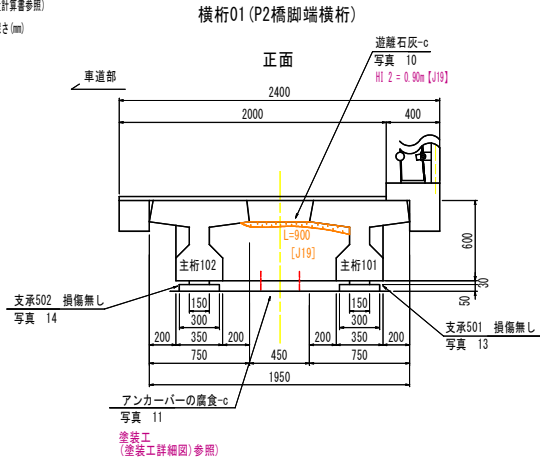 計算書参照)
さ(mm)
横桁01(P2橋脚端横桁)
正面
車道部
遊離石灰-c
写真 10
HI 2 = 0.90m【J19】
2400
2000
400
L=900
[J19]
600
主桁102
主桁101
30
50
支承502 損傷無し
写真 14
150
150
300
300
支承501 損傷無し
写真 13
200
350
200
200
350
200
750
450
750
1950
アンカーバーの腐食-c
写真 11
塗装工
(塗装工詳細図)参照)